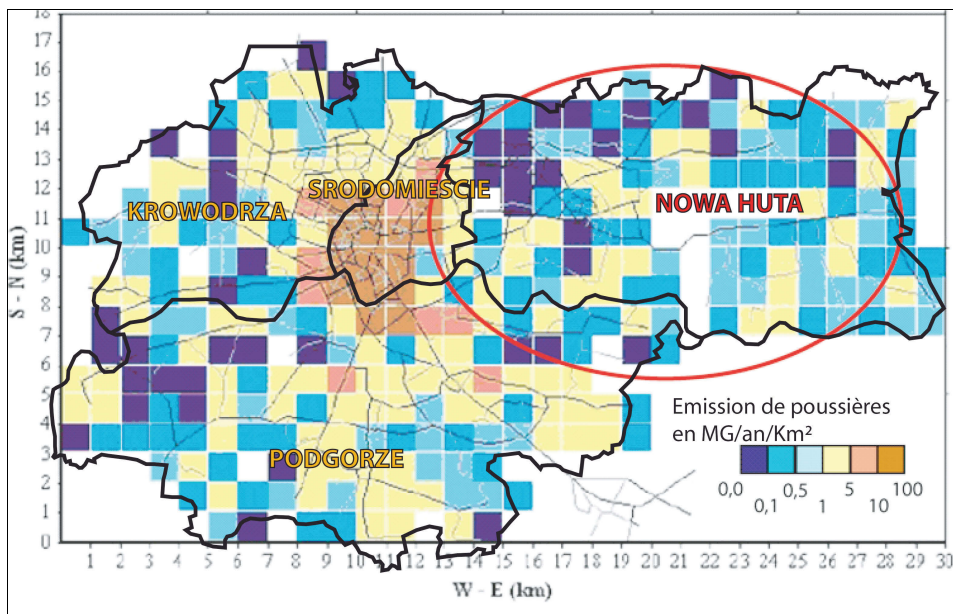 18
17
16
15
14
13
12
11
10
9
8
7
6
5
4
3
2
1
0
S - N (km)
SRODOMIESCIE
KROWODRZA
NOWA HUTA
PODGORZE
Emission de poussières
en MG/an/Km²
0,0 0,5 5 100
0,1 1 10
1 2 3 4 5 6 7 8 9 10 11 12 13 14 15 16 17 18 19 20 21 22 23 24 25 26 27 28 29 30
W - E (km)